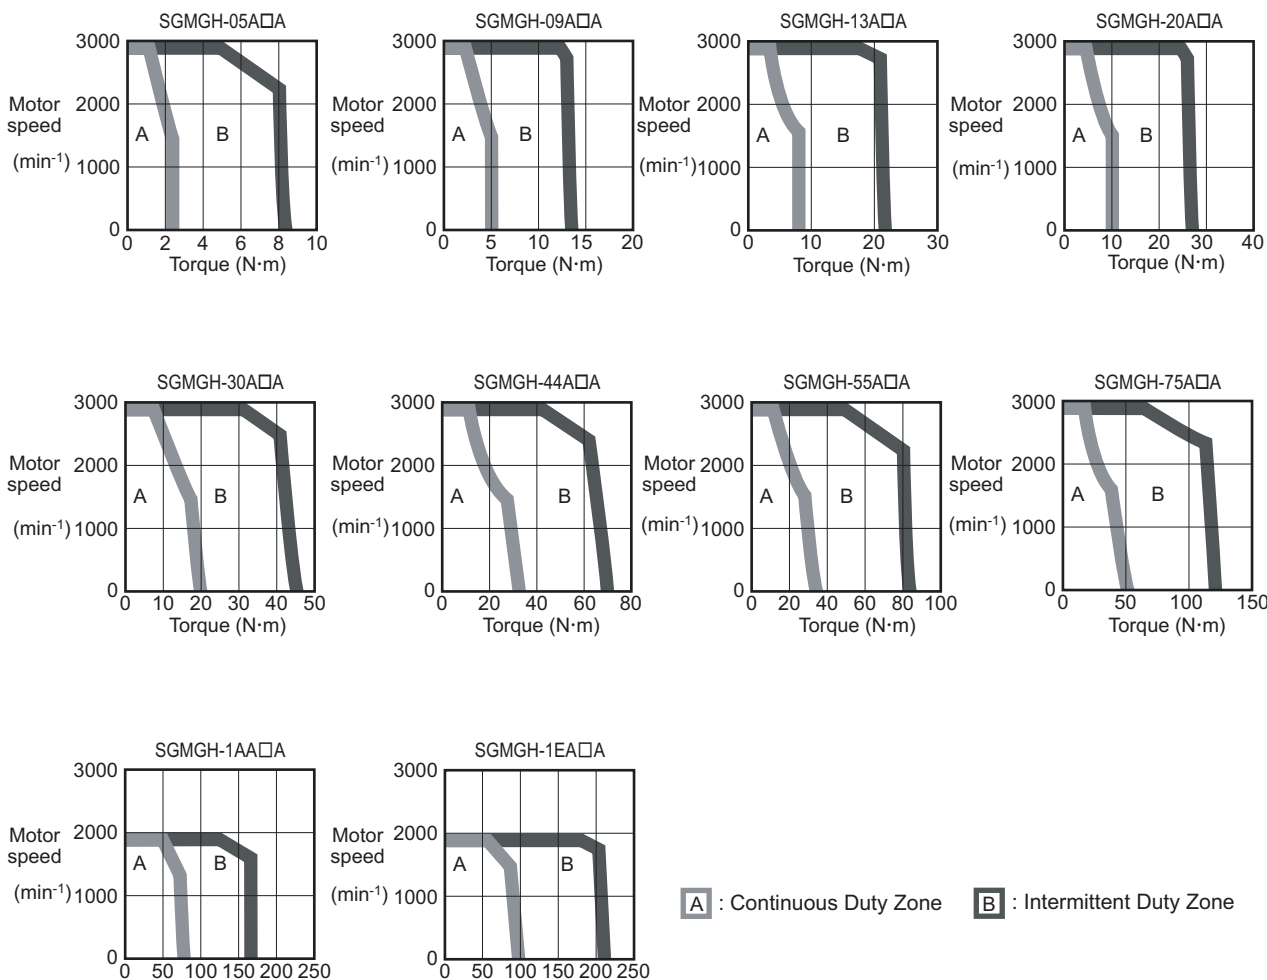 SGMGH-05A□A
3000
2000
1000
0
Motor
speed
(min-1)
A
B
0 2 4 6 8 10
Torque (N·m)
SGMGH-09A□A
3000
2000
1000
0
Motor
speed
(min-1)
A
B
0 5 10 15 20
Torque (N·m)
SGMGH-13A□A
3000
2000
1000
0
Motor
speed
(min-1)
A
B
0 10 20 30
Torque (N·m)
SGMGH-20A□A
3000
2000
1000
0
Motor
speed
(min-1)
A
B
0 10 20 30 40
Torque (N·m)
SGMGH-30A□A
3000
2000
1000
0
Motor
speed
(min-1)
A
B
0 10 20 30 40 50
Torque (N·m)
SGMGH-44A□A
3000
2000
1000
0
Motor
speed
(min-1)
A
B
0 20 40 60 80
Torque (N·m)
SGMGH-55A□A
3000
2000
1000
0
Motor
speed
(min-1)
A
B
0 20 40 60 80 100
Torque (N·m)
SGMGH-75A□A
3000
2000
1000
0
Motor
speed
(min-1)
A
B
0 50 100 150
Torque (N·m)
SGMGH-1AA□A
3000
2000
1000
0
Motor
speed
(min-1)
A
B
0 50 100 150 200 250
SGMGH-1EA□A
3000
2000
1000
0
Motor
speed
(min-1)
A
B
0 50 100 150 200 250
A : Continuous Duty Zone
B : Intermittent Duty Zone